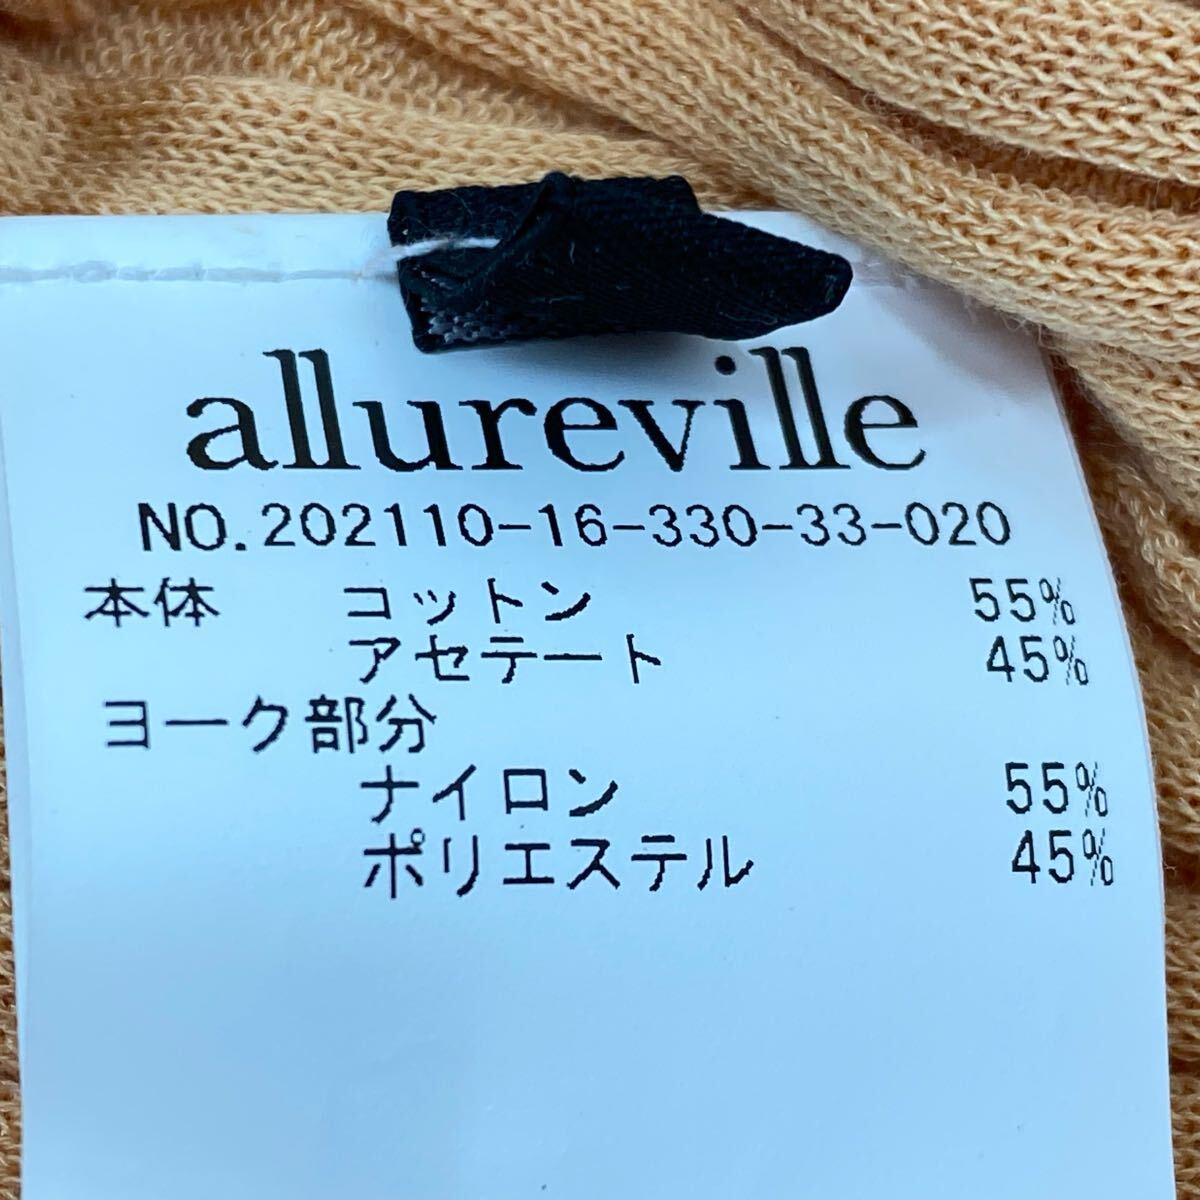 allureville
NO.202110-16-330-33-020
本体 コットン 55%
アセテート 45%
ヨーク部分
ナイロン 55%
ポリエステル 45%